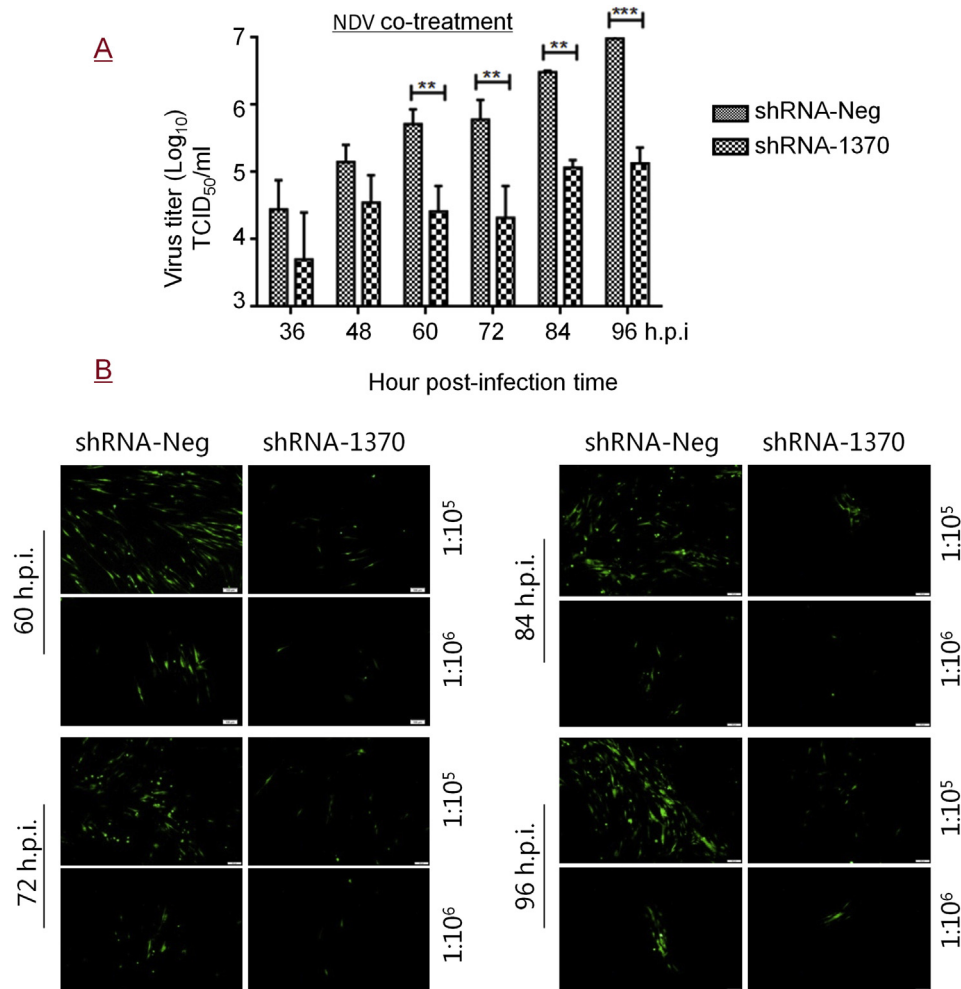 A
NDV co-treatment
Virus titer (Log10)
TCID50/ml
7
6
5
4
3
**
**
**
***
36 48 60 72 84 96 h.p.i
Hour post-infection time
shRNA-Neg
shRNA-1370
B
shRNA-Neg shRNA-1370
60 h.p.i.
1:10⁵
1:10⁶
72 h.p.i.
1:10⁵
1:10⁶
shRNA-Neg shRNA-1370
84 h.p.i.
1:10⁵
1:10⁶
96 h.p.i.
1:10⁵
1:10⁶